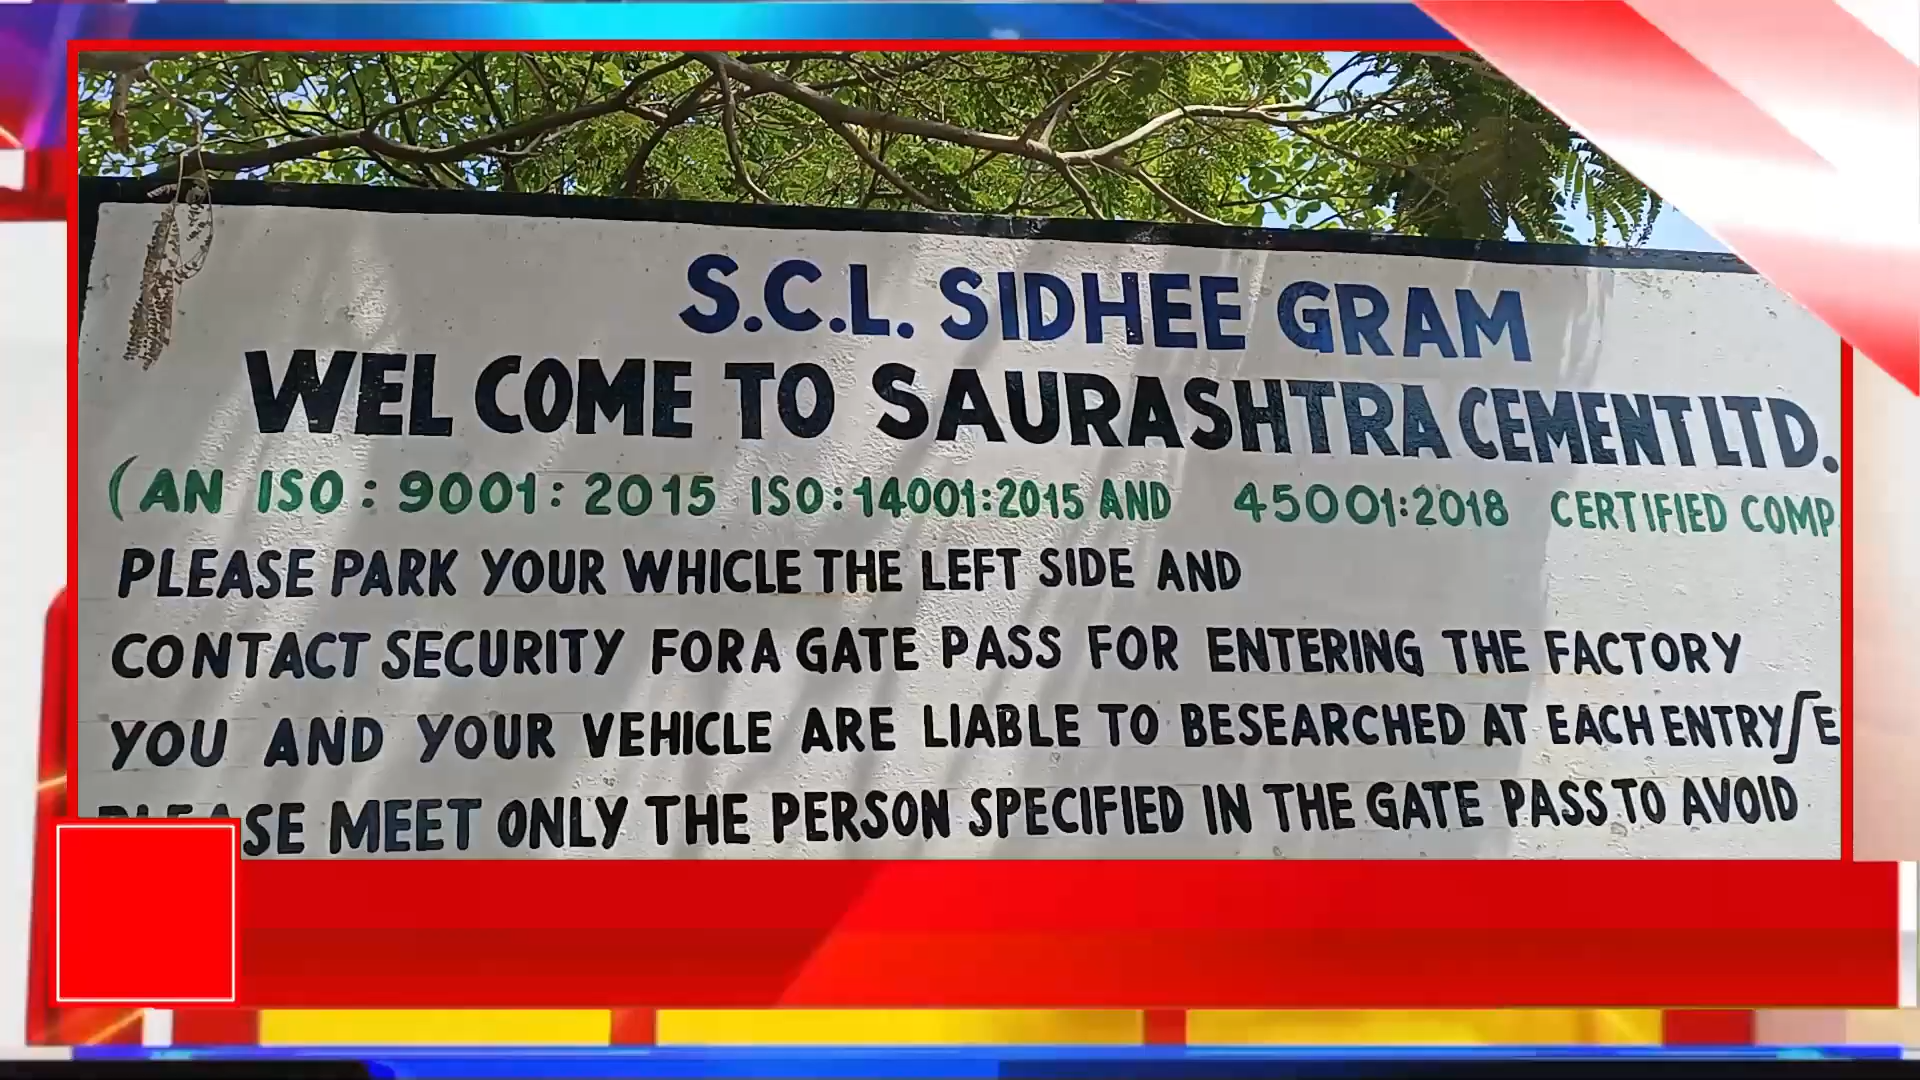 S.C.L. SIDHEE GRAM
WELCOME TO SAURASHTRA CEMENT LTD.
(AN ISO : 9001 : 2015 ISO:14001:2015 AND 45001:2018 CERTIFIED COMP
PLEASE PARK YOUR WHICLE THE LEFT SIDE AND
CONTACT SECURITY FOR A GATE PASS FOR ENTERING THE FACTORY
YOU AND YOUR VEHICLE ARE LIABLE TO BE SEARCHED AT EACH ENTRY/E
PLEASE MEET ONLY THE PERSON SPECIFIED IN THE GATE PASS TO AVOID